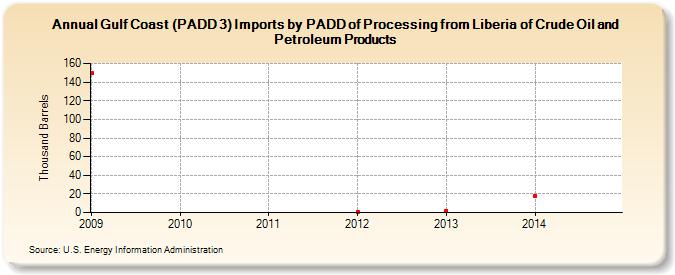 Annual Gulf Coast (PADD 3) Imports by PADD of Processing from Liberia of Crude Oil and
Petroleum Products
Thousand Barrels
160
140
120
100
80
60
40
20
0
2009 2010 2011 2012 2013 2014
Source: U.S. Energy Information Administration